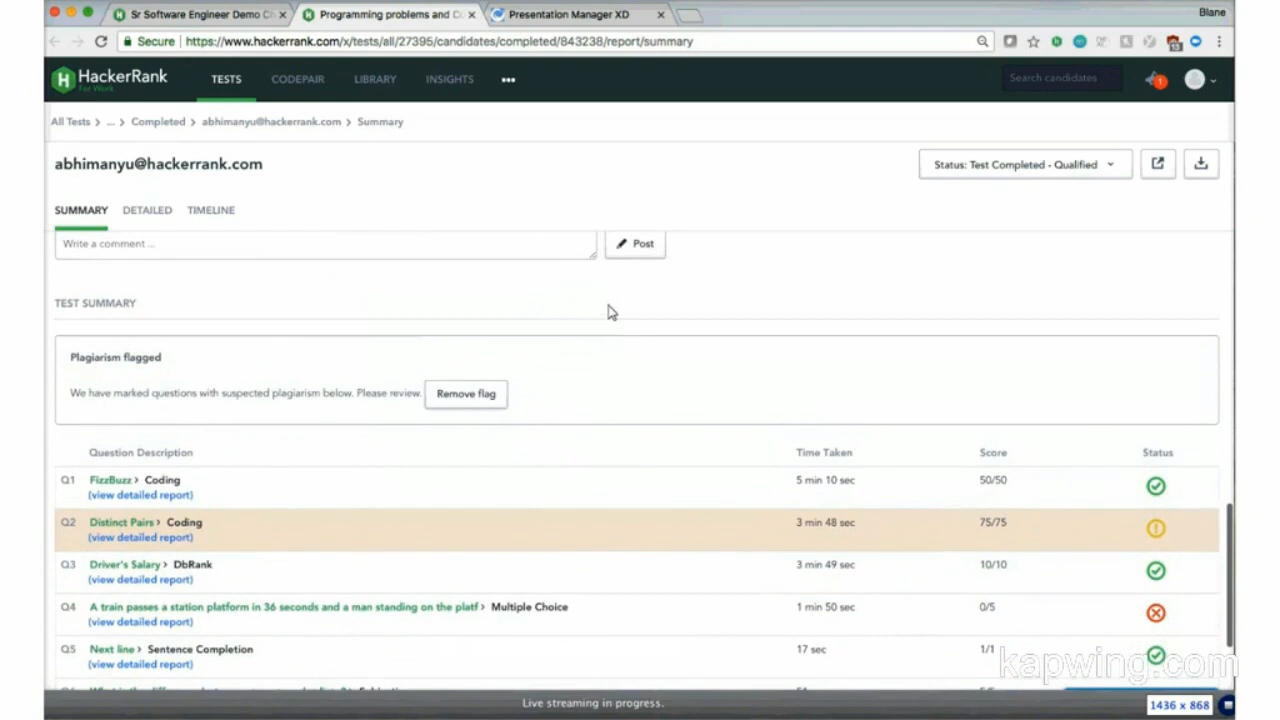 Sr Software Engineer Demo Ch
Programming problems and Co
Presentation Manager XD
Blane
Secure | https://www.hackerrank.com/x/tests/all/27395/candidates/completed/843238/report/summary
HackerRank
For Work
TESTS
CODEPAIR
LIBRARY
INSIGHTS
Search candidates
1
All Tests > ... > Completed > abhimanyu@hackerrank.com > Summary
abhimanyu@hackerrank.com
Status: Test Completed - Qualified
SUMMARY
DETAILED
TIMELINE
Write a comment ...
Post
TEST SUMMARY
Plagiarism flagged
We have marked questions with suspected plagiarism below. Please review.
Remove flag
Question Description Time Taken Score Status
Q1 FizzBuzz > Coding 5 min 10 sec 50/50
(view detailed report)
Q2 Distinct Pairs > Coding 3 min 48 sec 75/75
(view detailed report)
Q3 Driver's Salary > DbRank 3 min 49 sec 10/10
(view detailed report)
Q4 A train passes a station platform in 36 seconds and a man standing on the platf > Multiple Choice 1 min 50 sec 0/5
(view detailed report)
Q5 Next line > Sentence Completion 17 sec 1/1
(view detailed report)
kapwing.com
Live streaming in progress.
1436 x 868